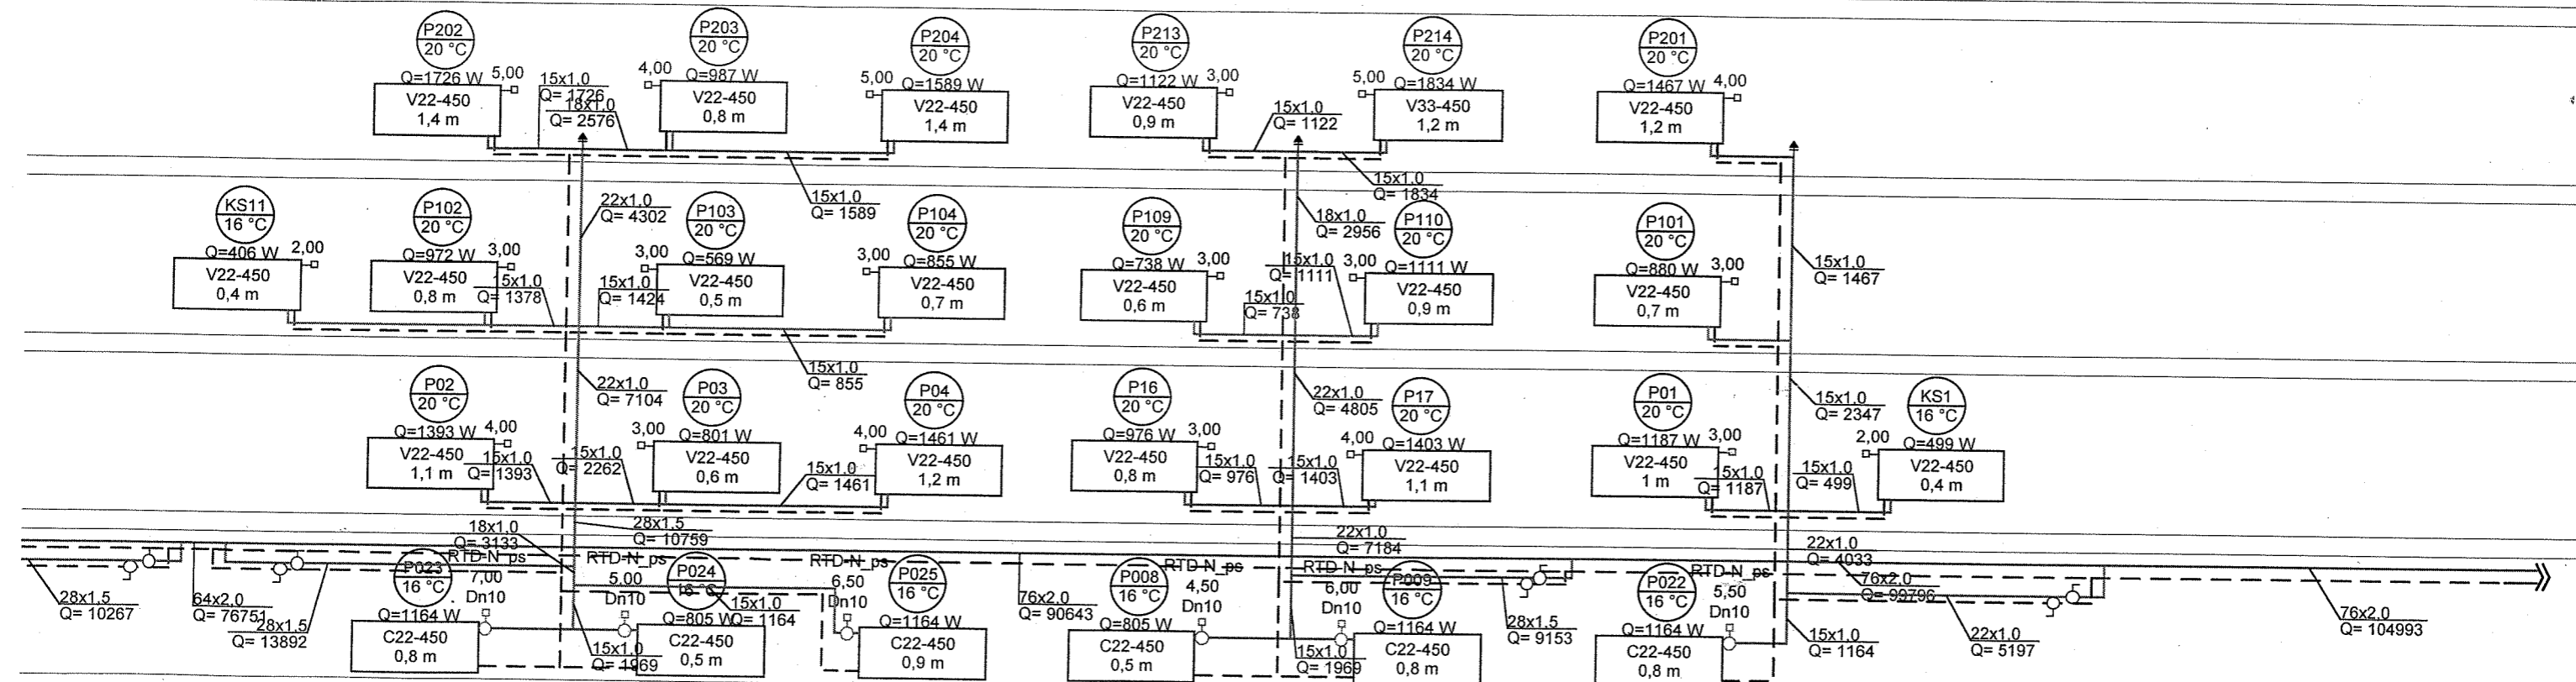 P202
20 °C
Q=1726 W
5,00
V22-450
1,4 m
15x1,0
Q= 1726
18x1,0
Q= 2576
P203
20 °C
4,00
Q=987 W
V22-450
0,8 m
P204
20 °C
5,00
Q=1589 W
V22-450
1,4 m
15x1,0
Q= 1589
P213
20 °C
Q=1122 W
3,00
V22-450
0,9 m
15x1,0
Q= 1122
P214
20 °C
5,00
Q=1834 W
V33-450
1,2 m
15x1,0
Q= 1834
P201
20 °C
Q=1467 W
4,00
V22-450
1,2 m
KS11
16 °C
Q=406 W
2,00
V22-450
0,4 m
P102
20 °C
Q=972 W
3,00
V22-450
0,8 m
15x1,0
Q= 1378
22x1,0
Q= 4302
15x1,0
Q= 1424
P103
20 °C
3,00
Q=569 W
V22-450
0,5 m
P104
20 °C
3,00
Q=855 W
V22-450
0,7 m
15x1,0
Q= 855
P109
20 °C
Q=738 W
3,00
V22-450
0,6 m
18x1,0
Q= 2956
15x1,0
Q= 1111
15x1,0
Q= 738
P110
20 °C
3,00
Q=1111 W
V22-450
0,9 m
P101
20 °C
Q=880 W
3,00
V22-450
0,7 m
15x1,0
Q= 1467
P02
20 °C
Q=1393 W
4,00
V22-450
1,1 m
15x1,0
Q= 1393
22x1,0
Q= 7104
15x1,0
Q= 2262
P03
20 °C
3,00
Q=801 W
V22-450
0,6 m
15x1,0
Q= 1461
P04
20 °C
4,00
Q=1461 W
V22-450
1,2 m
P16
20 °C
Q=976 W
3,00
V22-450
0,8 m
15x1,0
Q= 976
22x1,0
Q= 4805
15x1,0
Q= 1403
P17
20 °C
4,00
Q=1403 W
V22-450
1,1 m
P01
20 °C
Q=1187 W
3,00
V22-450
1 m
15x1,0
Q= 1187
15x1,0
Q= 2347
15x1,0
Q= 499
KS1
16 °C
2,00
Q=499 W
V22-450
0,4 m
28x1,5
Q= 10267
64x2,0
Q= 76751
28x1,5
Q= 13892
18x1,0
Q= 3133
28x1,5
Q= 10759
P023
16 °C
RTD-N ps
7,00
Dn10
Q=1164 W
C22-450
0,8 m
RTD-N ps
5,00
Dn10
P024
16 °C
Q=805 W
C22-450
0,5 m
15x1,0
Q= 1969
15x1,0
Q= 1164
RTD-N ps
6,50
Dn10
P025
16 °C
Q=1164 W
C22-450
0,9 m
76x2,0
Q= 90643
P008
16 °C
Q=805 W
C22-450
0,5 m
RTD-N ps
4,50
Dn10
22x1,0
Q= 7184
RTD-N ps
6,00
Dn10
15x1,0
Q= 1969
P009
16 °C
Q=1164 W
C22-450
0,8 m
28x1,5
Q= 9153
P022
16 °C
Q=1164 W
C22-450
0,8 m
RTD-N ps
5,50
Dn10
22x1,0
Q= 4033
76x2,0
Q= 99796
15x1,0
Q= 1164
22x1,0
Q= 5197
76x2,0
Q= 104993